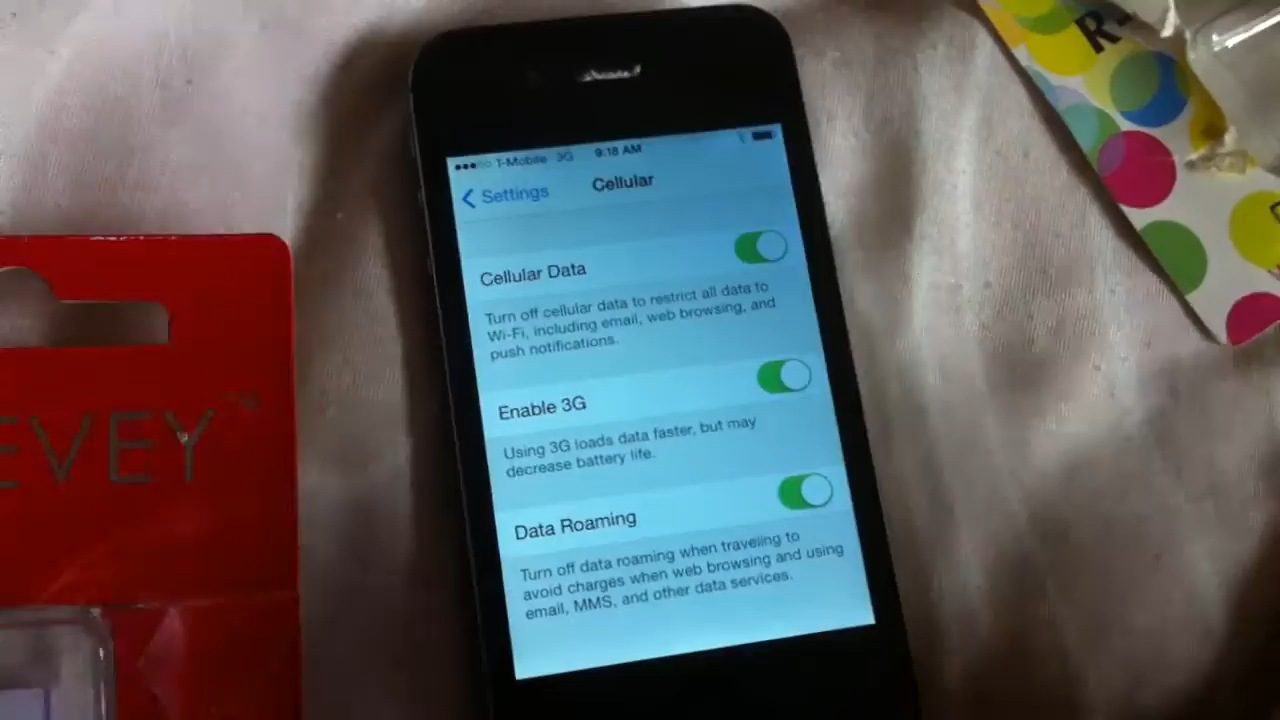 T-Mobile 3G 9:18 AM
Settings
Cellular
Cellular Data
Turn off cellular data to restrict all data to
Wi-Fi, including email, web browsing, and
push notifications.
Enable 3G
Using 3G loads data faster, but may
decrease battery life.
Data Roaming
Turn off data roaming when traveling to
avoid charges when web browsing and using
email, MMS, and other data services.
EVEY™